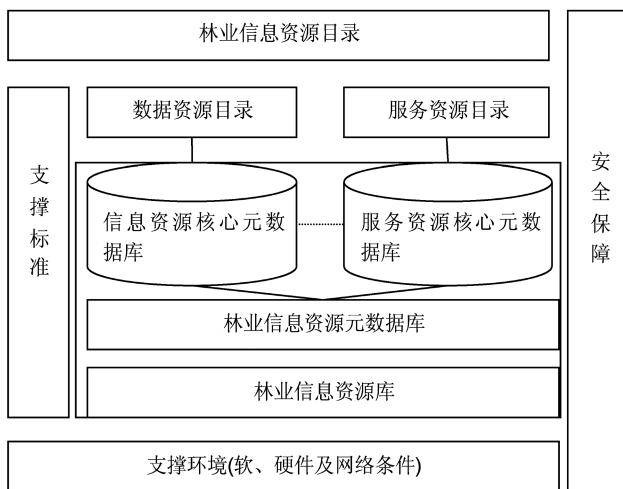 林业信息资源目录
数据资源目录
服务资源目录
支撑标准
信息资源核心元数
据库
服务资源核心元数
据库
安全保障
林业信息资源元数据库
林业信息资源库
支撑环境(软、硬件及网络条件)